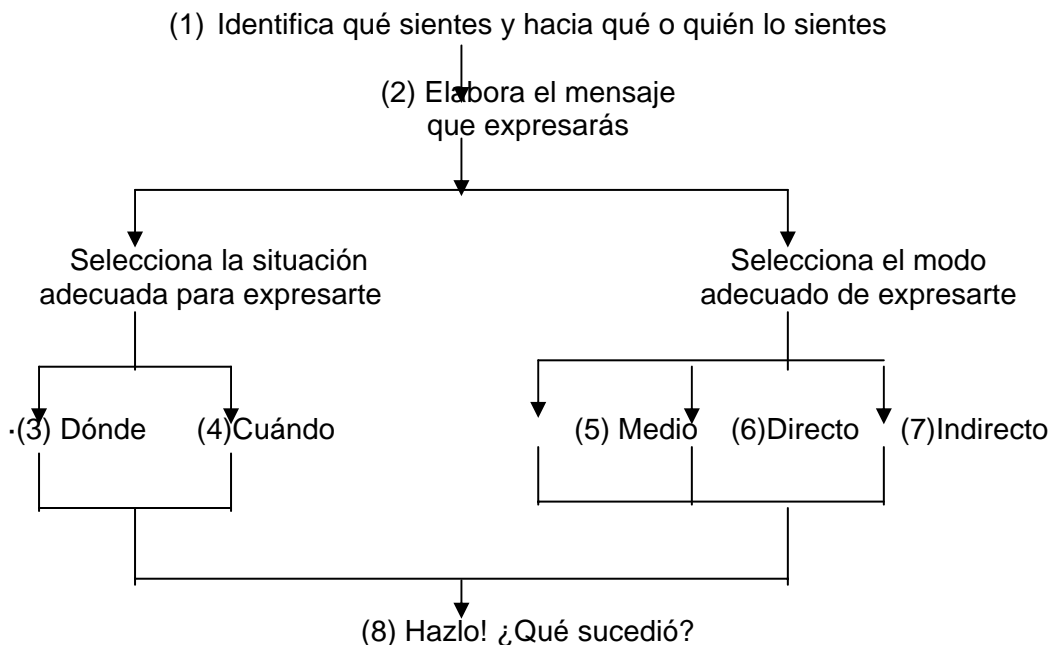 (1) Identifica qué sientes y hacia qué o quién lo sientes
(2) Elabora el mensaje
que expresarás
Selecciona la situación
adecuada para expresarte
Selecciona el modo
adecuado de expresarte
.(3) Dónde (4)Cuándo (5) Medio (6)Directo (7)Indirecto
(8) Hazlo! ¿Qué sucedió?